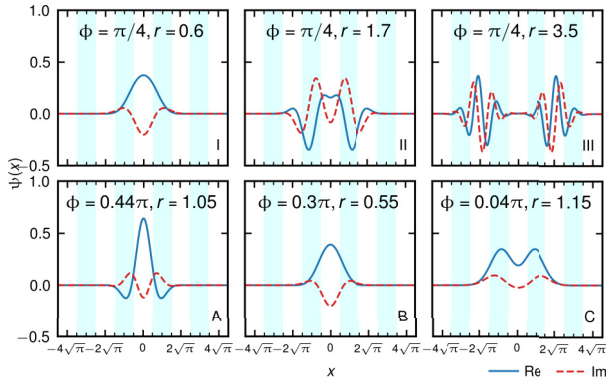 1.0
ϕ = π/4, r = 0.6
ϕ = π/4, r = 1.7
ϕ = π/4, r = 3.5
0.5
0.0
I
II
III
−0.5
ψ(x)
1.0
ϕ = 0.44π, r = 1.05
ϕ = 0.3π, r = 0.55
ϕ = 0.04π, r = 1.15
0.5
0.0
A
B
C
−0.5
−4√π −2√π 0 2√π 4√π
−4√π −2√π 0 2√π 4√π
−4√π −2√π 0 2√π 4√π
x
Re Im